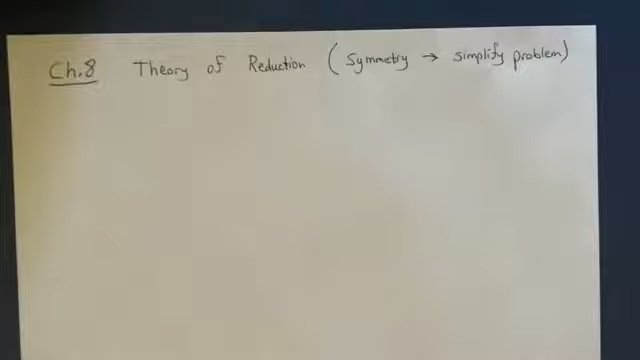 Ch.8 Theory of Reduction (Symmetry → simplify problem)